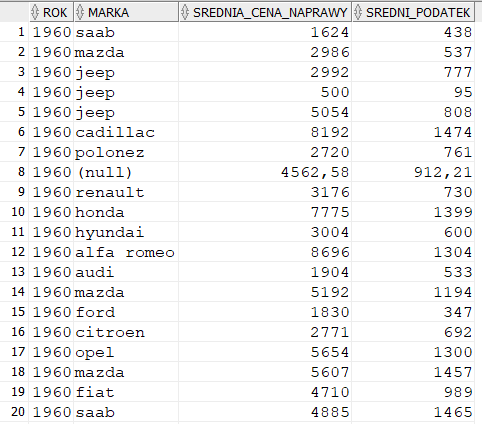 ROK MARKA SREDNIA_CENA_NAPRAWY SREDNI_PODATEK
1 1960 saab 1624 438
2 1960 mazda 2986 537
3 1960 jeep 2992 777
4 1960 jeep 500 95
5 1960 jeep 5054 808
6 1960 cadillac 8192 1474
7 1960 polonez 2720 761
8 1960 (null) 4562,58 912,21
9 1960 renault 3176 730
10 1960 honda 7775 1399
11 1960 hyundai 3004 600
12 1960 alfa romeo 8696 1304
13 1960 audi 1904 533
14 1960 mazda 5192 1194
15 1960 ford 1830 347
16 1960 citroen 2771 692
17 1960 opel 5654 1300
18 1960 mazda 5607 1457
19 1960 fiat 4710 989
20 1960 saab 4885 1465